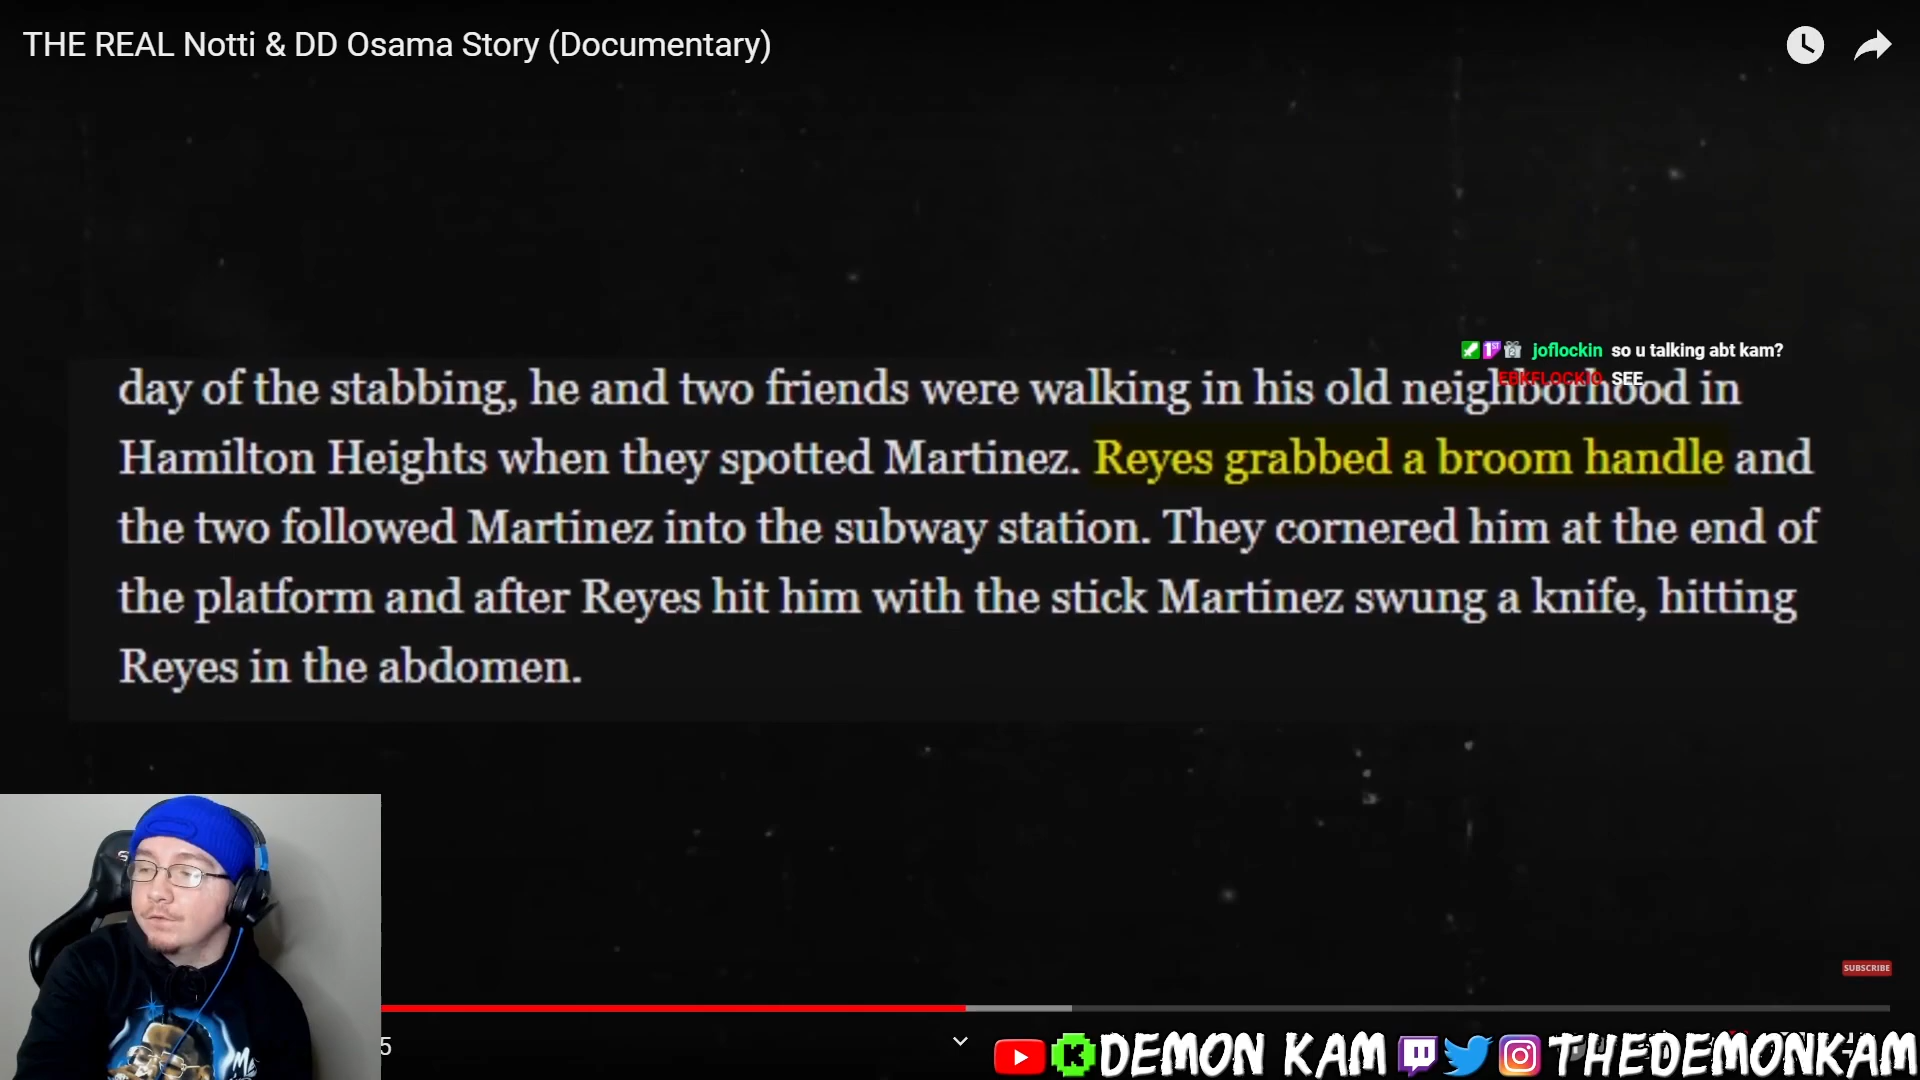 THE REAL Notti & DD Osama Story (Documentary)
joflockin so u talking abt kam?
EBKFLOCKIO SEE
day of the stabbing, he and two friends were walking in his old neighborhood in
Hamilton Heights when they spotted Martinez. Reyes grabbed a broom handle and
the two followed Martinez into the subway station. They cornered him at the end of
the platform and after Reyes hit him with the stick Martinez swung a knife, hitting
Reyes in the abdomen.
SUBSCRIBE
5
DEMON KAM THEDEMONKAM